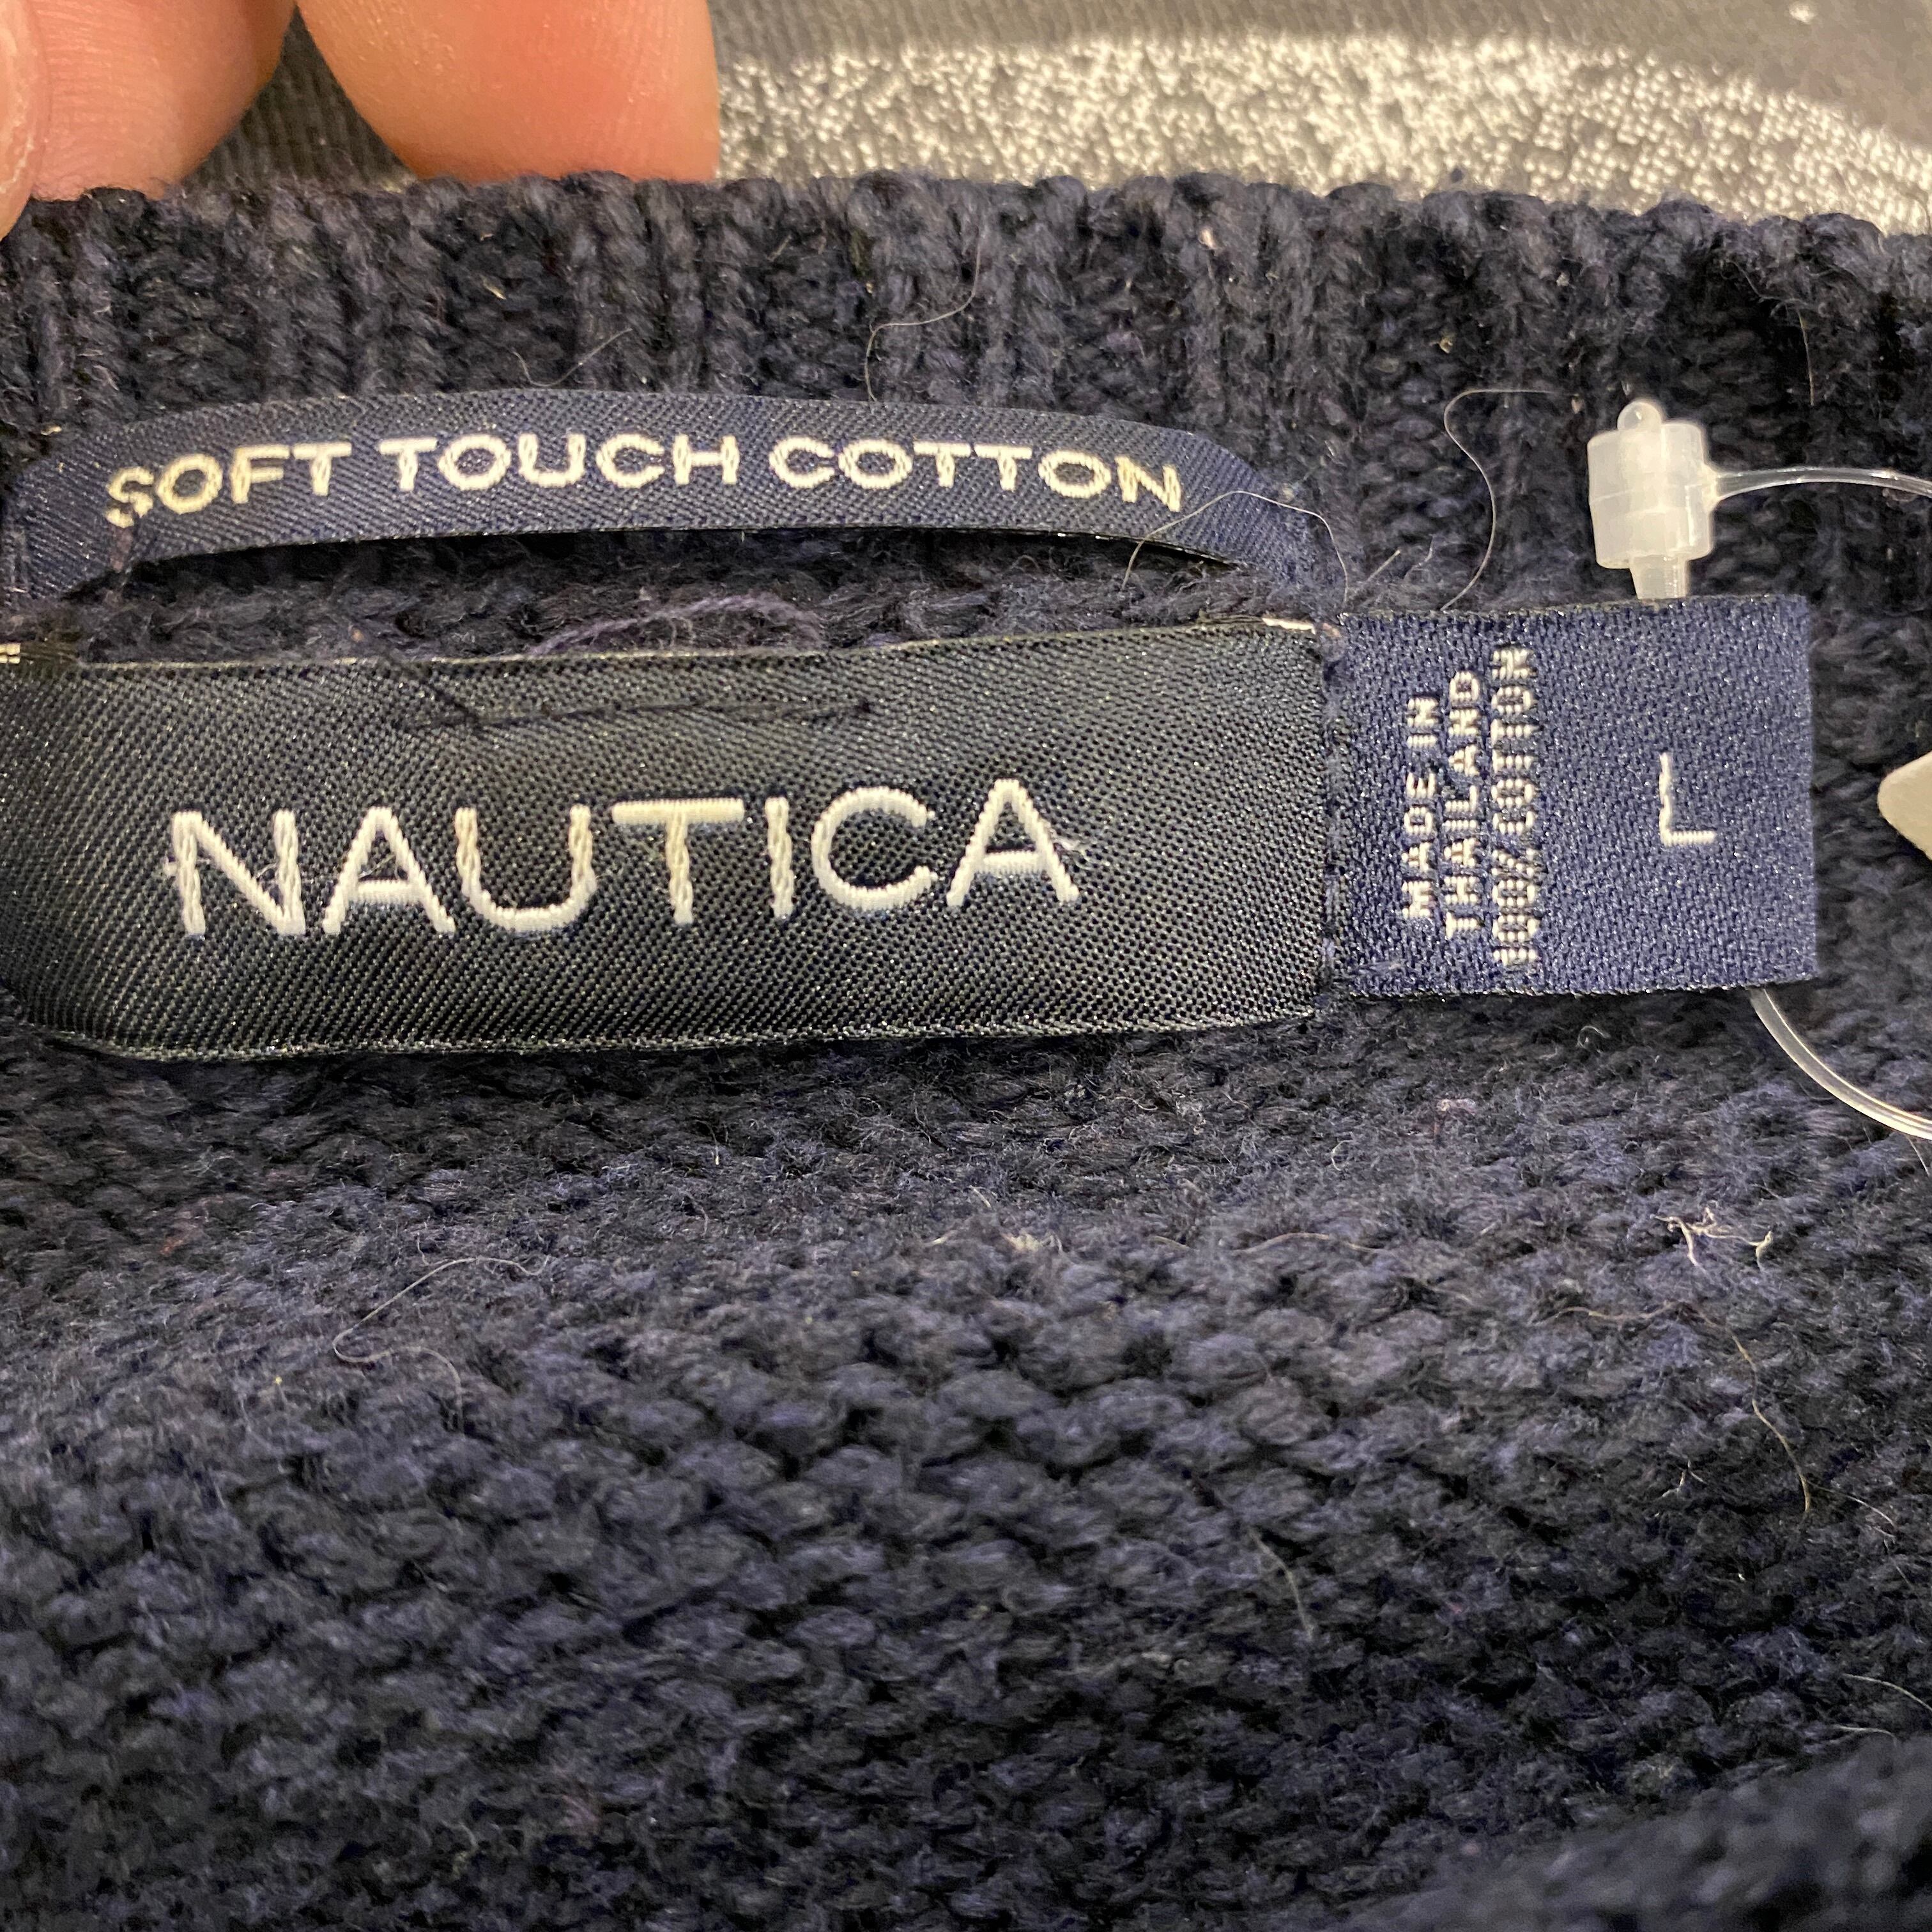 SOFT TOUCH COTTON
NAUTICA
MADE IN
THAILAND
100% COTTON
L